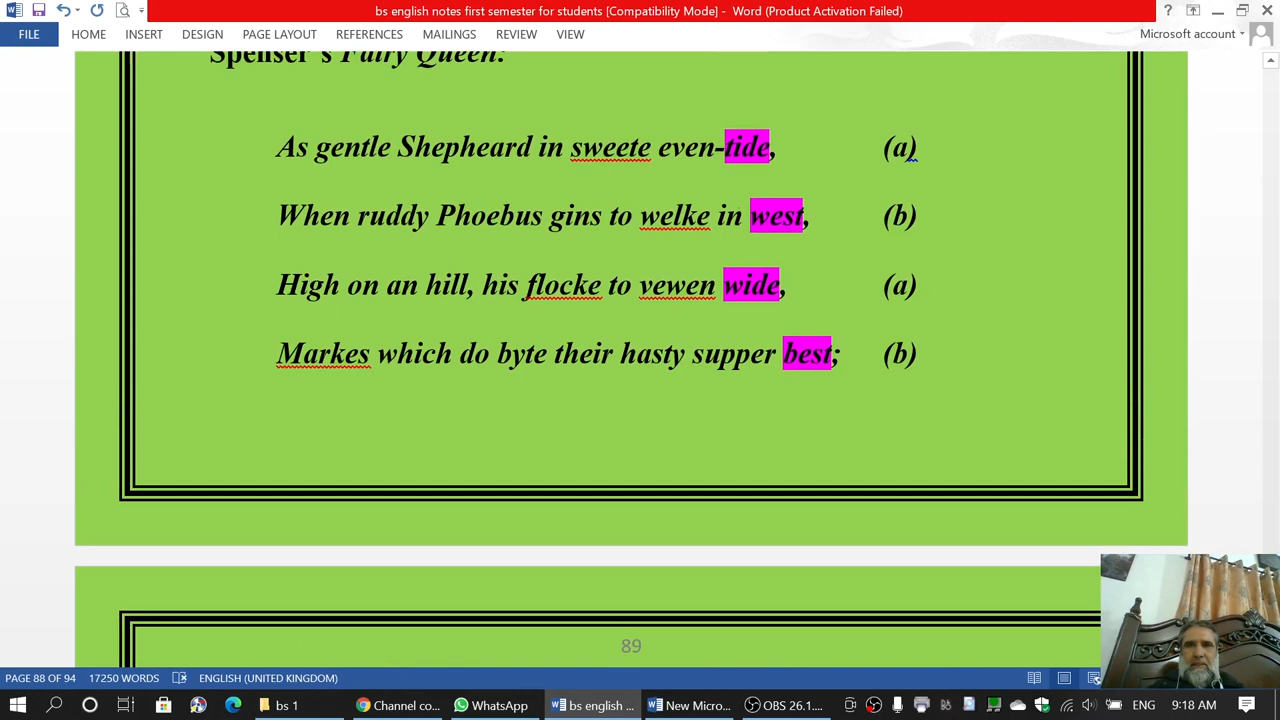 bs english notes first semester for students [Compatibility Mode] - Word (Product Activation Failed)
FILE HOME INSERT DESIGN PAGE LAYOUT REFERENCES MAILINGS REVIEW VIEW Microsoft account
Spenser's Fairy Queen:
As gentle Shepheard in sweete even-tide, (a)
When ruddy Phoebus gins to welke in west, (b)
High on an hill, his flocke to vewen wide, (a)
Markes which do byte their hasty supper best; (b)
89
PAGE 88 OF 94 17250 WORDS ENGLISH (UNITED KINGDOM)
bs 1 Channel co... WhatsApp bs english ... New Micro... OBS 26.1.... ENG 9:18 AM